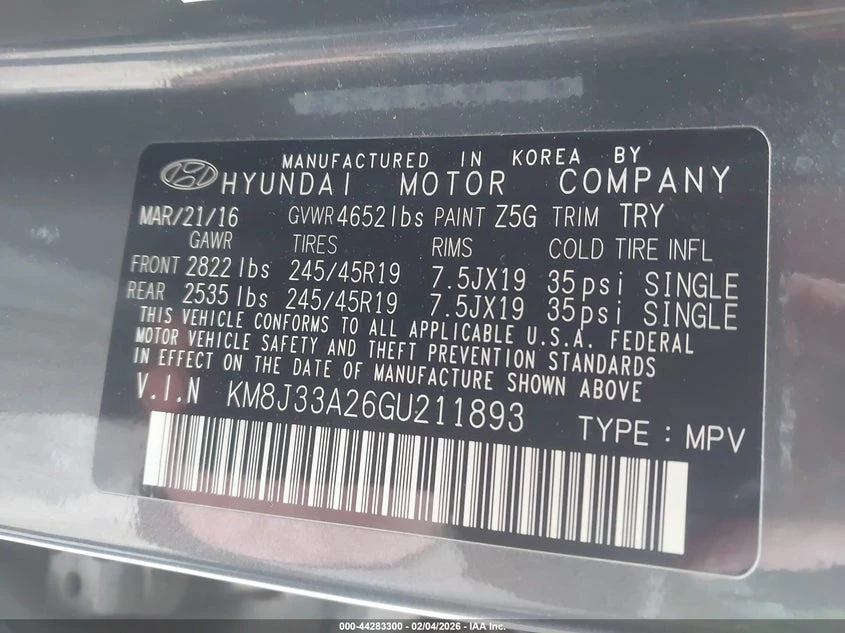 MANUFACTURED IN KOREA BY
HYUNDAI MOTOR COMPANY
MAR/21/16 GVWR 4652 lbs PAINT Z5G TRIM TRY
GAWR TIRES RIMS COLD TIRE INFL
FRONT 2822 lbs 245/45R19 7.5JX19 35psi SINGLE
REAR 2535 lbs 245/45R19 7.5JX19 35psi SINGLE
THIS VEHICLE CONFORMS TO ALL APPLICABLE U.S.A. FEDERAL
MOTOR VEHICLE SAFETY AND THEFT PREVENTION STANDARDS
IN EFFECT ON THE DATE OF MANUFACTURE SHOWN ABOVE
V.I.N KM8J33A26GU211893 TYPE : MPV
000-44283300 - 02/04/2026 - IAA Inc.